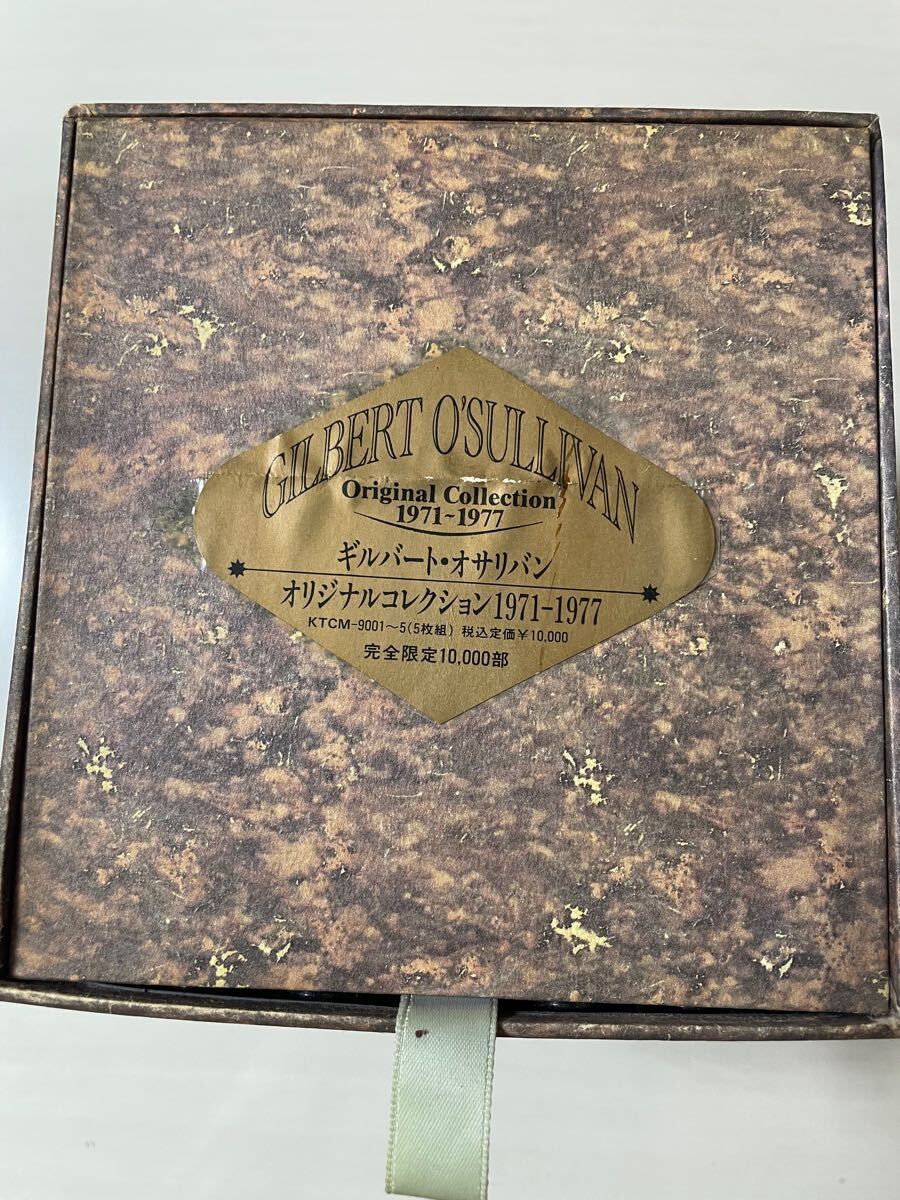 GILBERT O'SULLIVAN
Original Collection
1971~1977
ギルバート・オサリバン
オリジナルコレクション1971-1977
KTCM-9001〜5(5枚組) 税込定価¥10,000
完全限定10,000部